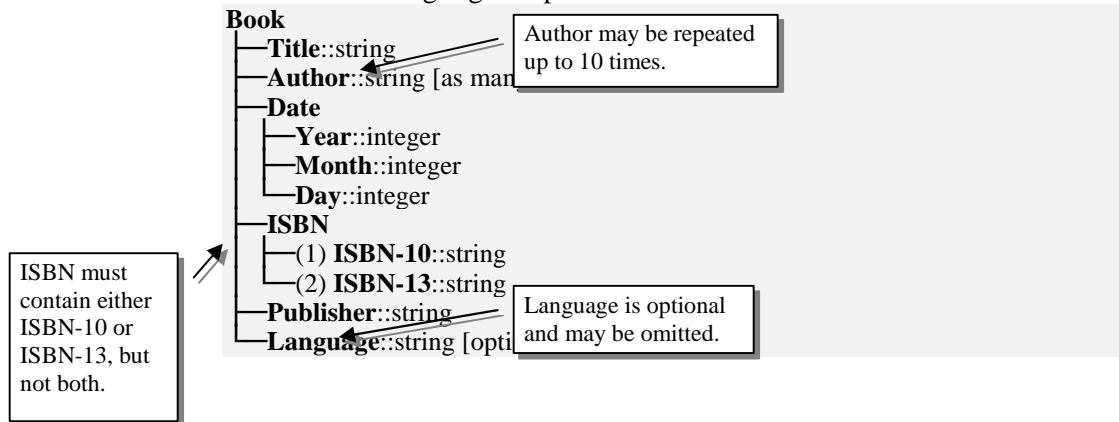 Book
Title::string
Author::string [as man
Date
Year::integer
Month::integer
Day::integer
ISBN
(1) ISBN-10::string
(2) ISBN-13::string
Publisher::string
Language::string [opti
Author may be repeated
up to 10 times.
ISBN must
contain either
ISBN-10 or
ISBN-13, but
not both.
Language is optional
and may be omitted.